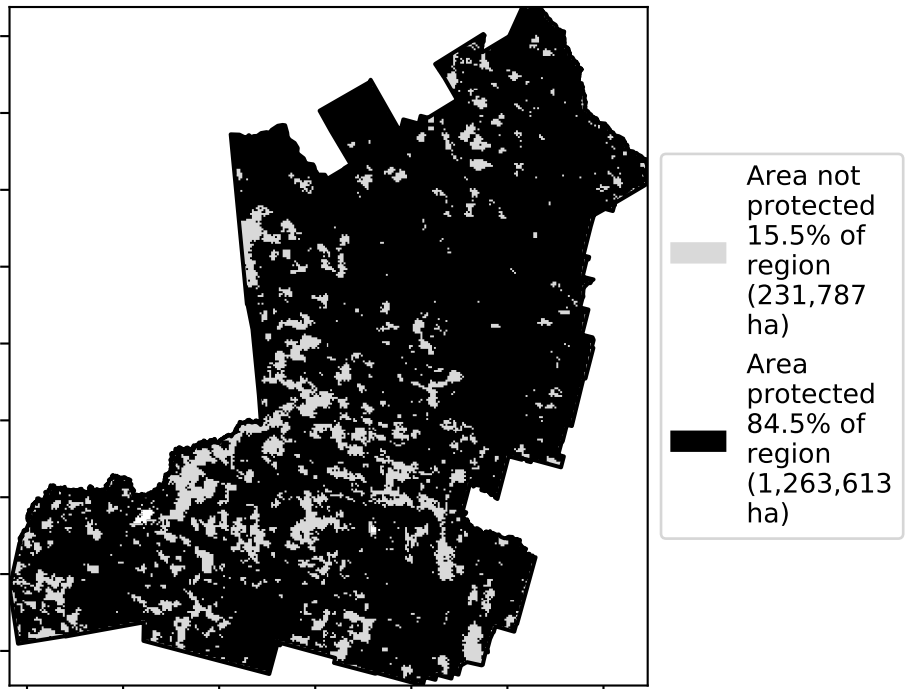 Area not
protected
15.5% of
region
(231,787
ha)
Area
protected
84.5% of
region
(1,263,613
ha)